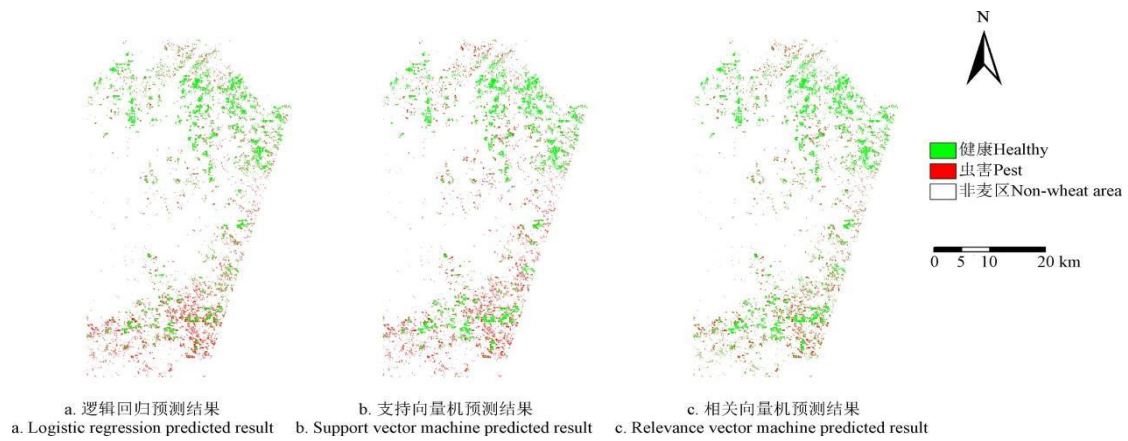 N
健康Healthy
虫害Pest
非麦区Non-wheat area
0 5 10 20 km
a. 逻辑回归预测结果
a. Logistic regression predicted result
b. 支持向量机预测结果
b. Support vector machine predicted result
c. 相关向量机预测结果
c. Relevance vector machine predicted result